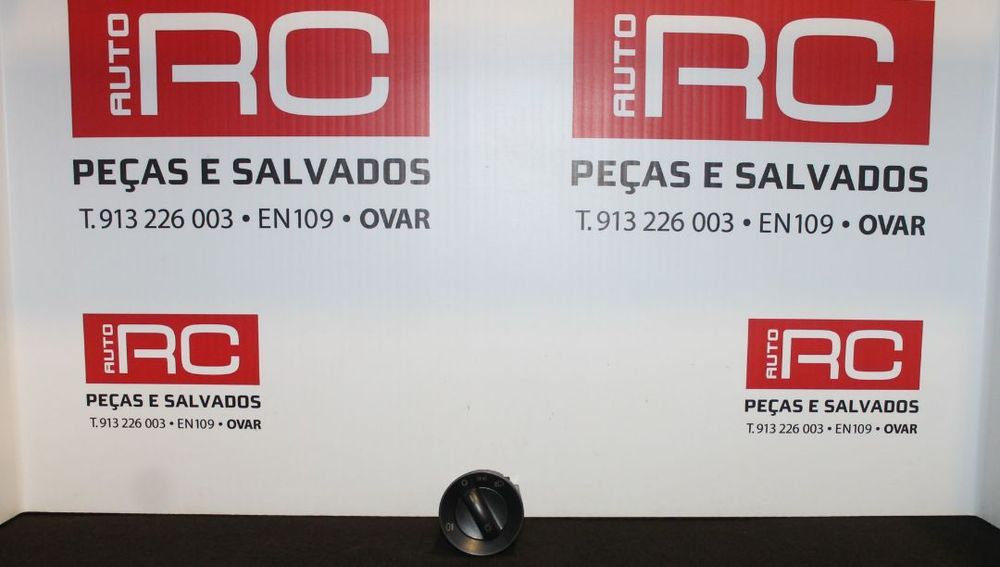 AUTO RC
PEÇAS E SALVADOS
T. 913 226 003 • EN109 • OVAR
AUTO RC
PEÇAS E SALVADOS
T. 913 226 003 • EN109 • OVAR
AUTO RC
PEÇAS E SALVADOS
T. 913 226 003 • EN109 • OVAR
AUTO RC
PEÇAS E SALVADOS
T. 913 226 003 • EN109 • OVAR